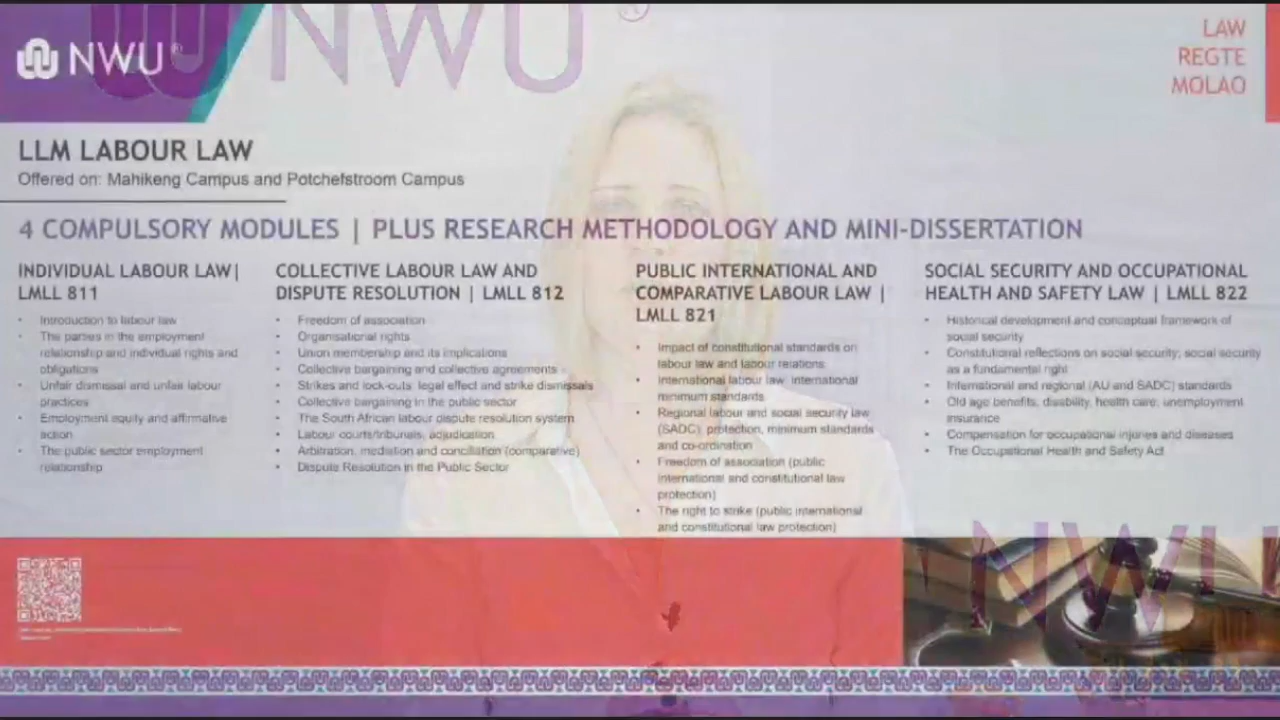 NWU®
NWU®
LAW
REGTE
MOLAO
LLM LABOUR LAW
Offered on: Mahikeng Campus and Potchefstroom Campus
4 COMPULSORY MODULES | PLUS RESEARCH METHODOLOGY AND MINI-DISSERTATION
INDIVIDUAL LABOUR LAW|
LMLL 811
• Introduction to labour law
• The parties in the employment
relationship and individual rights and
obligations
• Unfair dismissal and unfair labour
practices
• Employment equity and affirmative
action
• The public sector employment
relationship
COLLECTIVE LABOUR LAW AND
DISPUTE RESOLUTION | LMLL 812
• Freedom of association
• Organisational rights
• Union membership and its implications
• Collective bargaining and collective agreements
• Strikes and lock-outs: legal effect and strike dismissals
• Collective bargaining in the public sector
• The South African labour dispute resolution system
• Labour courts/tribunals, adjudication
• Arbitration, mediation and conciliation (comparative)
• Dispute Resolution in the Public Sector
PUBLIC INTERNATIONAL AND
COMPARATIVE LABOUR LAW |
LMLL 821
• Impact of constitutional standards on
labour law and labour relations
• International labour law: international
minimum standards
• Regional labour and social security law
(SADC): protection, minimum standards
and co-ordination
• Freedom of association (public
international and constitutional law
protection)
• The right to strike (public international
and constitutional law protection)
SOCIAL SECURITY AND OCCUPATIONAL
HEALTH AND SAFETY LAW | LMLL 822
• Historical development and conceptual framework of
social security
• Constitutional reflections on social security; social security
as a fundamental right
• International and regional (AU and SADC) standards
• Old age benefits, disability, health care, unemployment
insurance
• Compensation for occupational injuries and diseases
• The Occupational Health and Safety Act
NWU